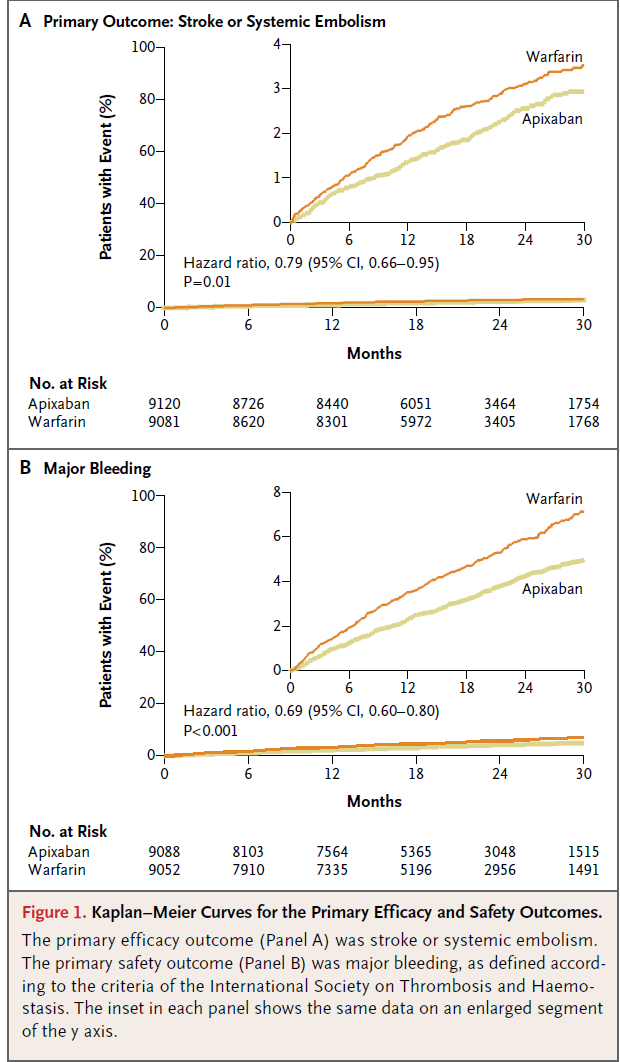 A Primary Outcome: Stroke or Systemic Embolism
Patients with Event (%)
100
80
60
40
20
0
4
3
2
1
0
Warfarin
Apixaban
0 6 12 18 24 30
Hazard ratio, 0.79 (95% CI, 0.66–0.95)
P=0.01
0 6 12 18 24 30
Months
No. at Risk
Apixaban 9120 8726 8440 6051 3464 1754
Warfarin 9081 8620 8301 5972 3405 1768
B Major Bleeding
Patients with Event (%)
100
80
60
40
20
0
8
6
4
2
0
Warfarin
Apixaban
0 6 12 18 24 30
Hazard ratio, 0.69 (95% CI, 0.60–0.80)
P<0.001
0 6 12 18 24 30
Months
No. at Risk
Apixaban 9088 8103 7564 5365 3048 1515
Warfarin 9052 7910 7335 5196 2956 1491
Figure 1. Kaplan–Meier Curves for the Primary Efficacy and Safety Outcomes.
The primary efficacy outcome (Panel A) was stroke or systemic embolism.
The primary safety outcome (Panel B) was major bleeding, as defined accord-
ing to the criteria of the International Society on Thrombosis and Haemo-
stasis. The inset in each panel shows the same data on an enlarged segment
of the y axis.